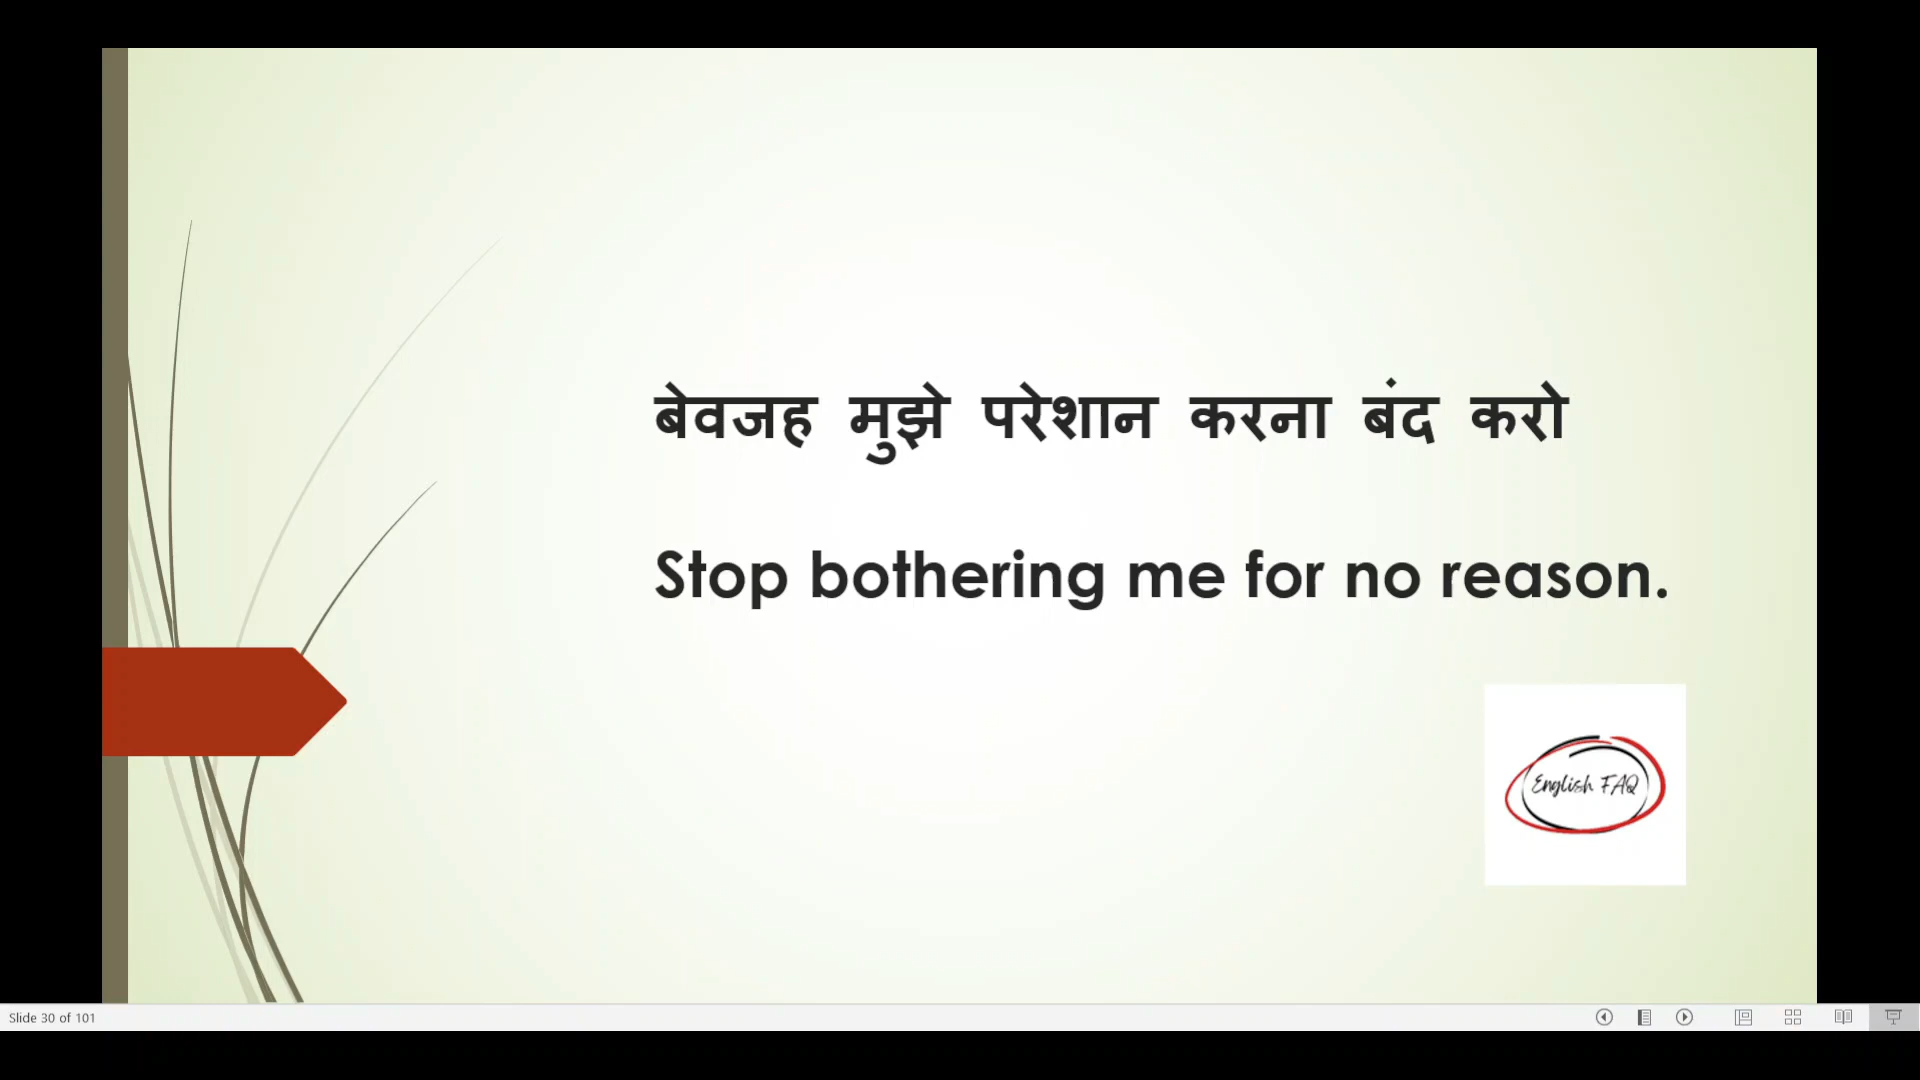 बेवजह मुझे परेशान करना बंद करो
Stop bothering me for no reason.
English FAQ
Slide 30 of 101